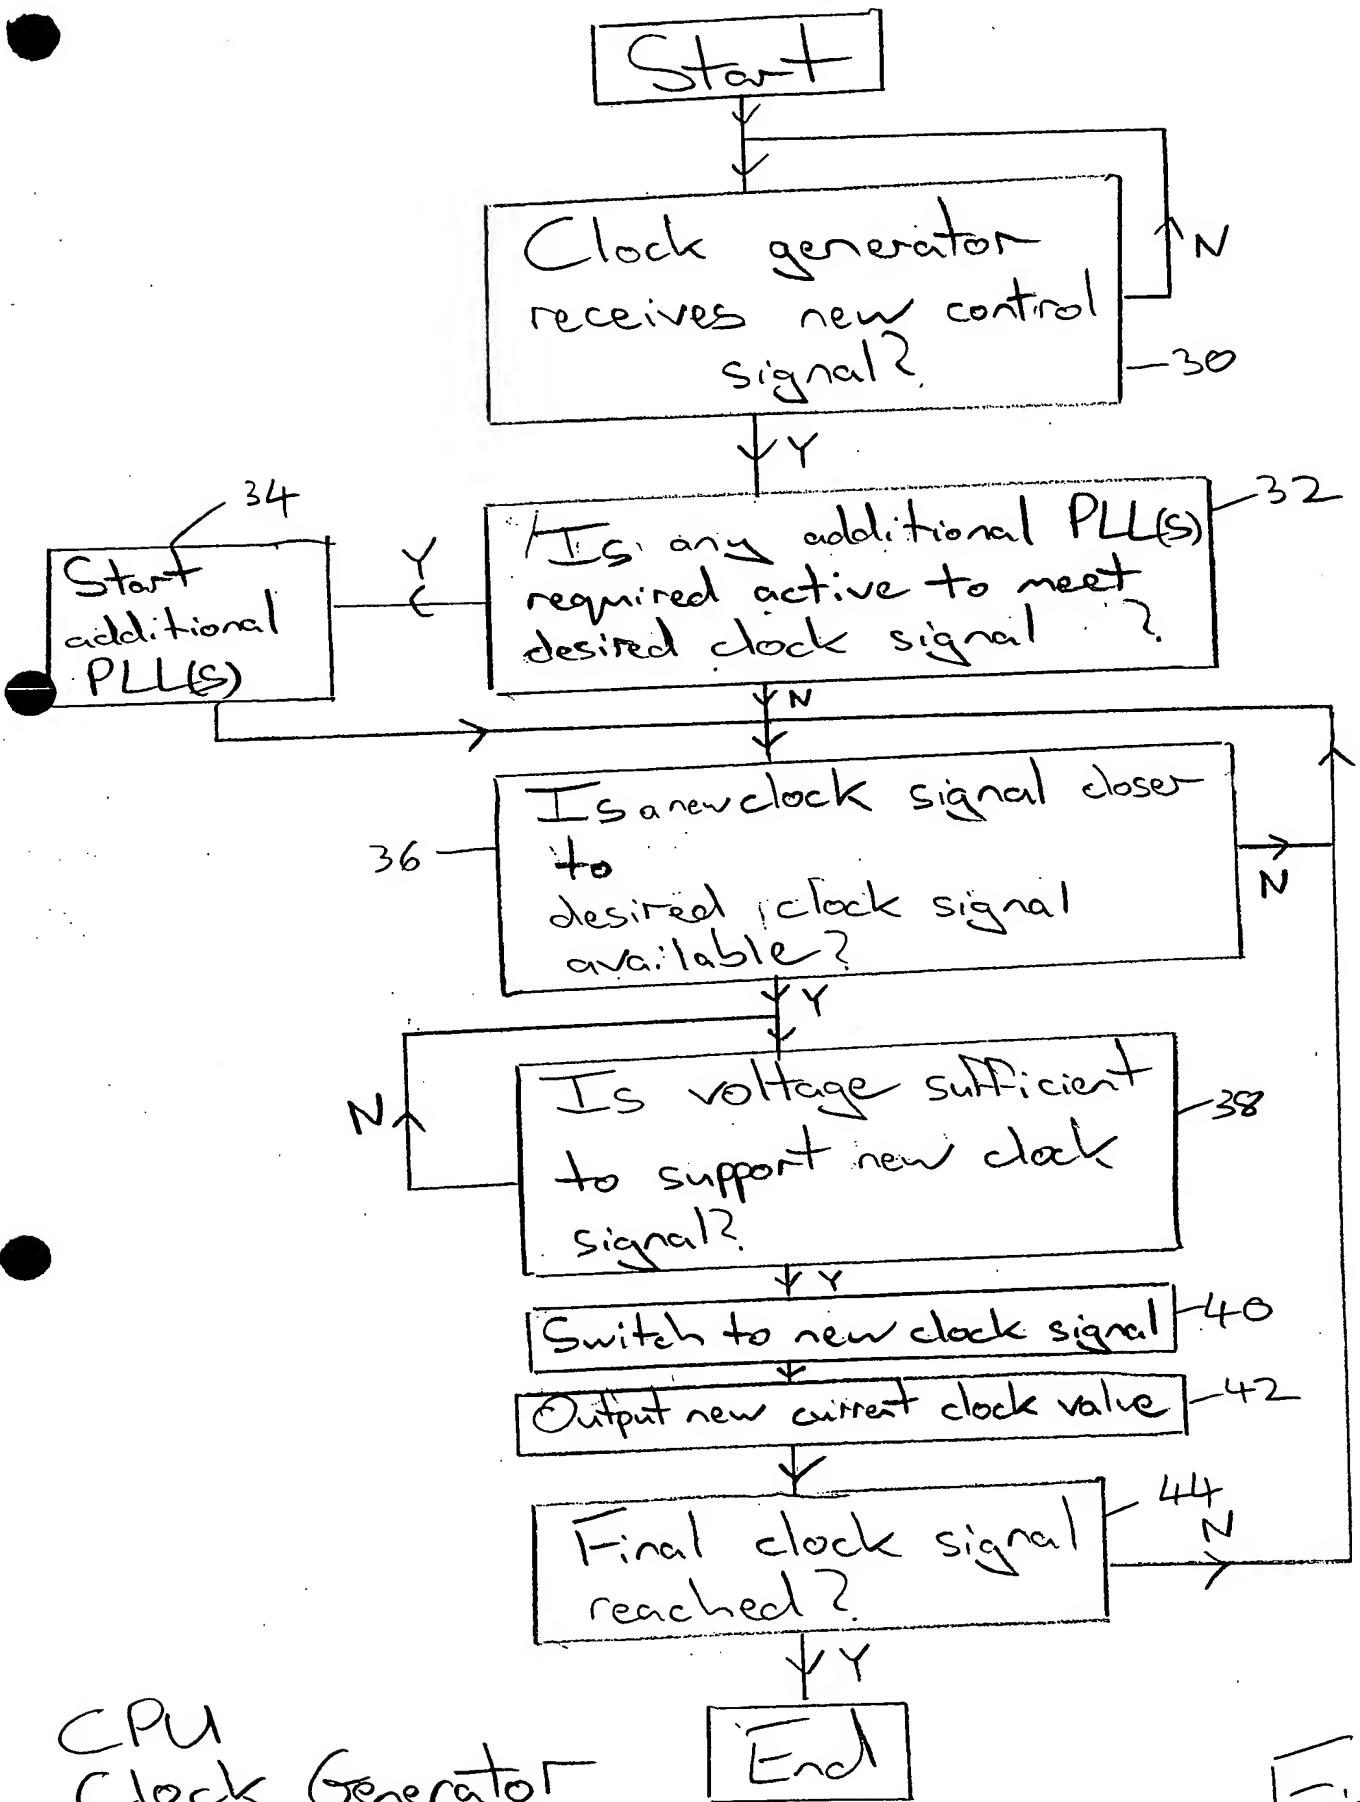 Start
N
Clock generator
receives new control
signal?
30
Y
34
32
Is any additional PLL(s)
required active to meet
desired clock signal ?
Y
Start
additional
PLL(s)
N
Is a new clock signal closer
to
desired clock signal
available?
36
N
Y
Is voltage sufficient
to support new clock
signal?
38
N
Y
Switch to new clock signal
40
Output new current clock value
42
Final clock signal
reached?
44
N
Y
End
CPU
Clock Generator